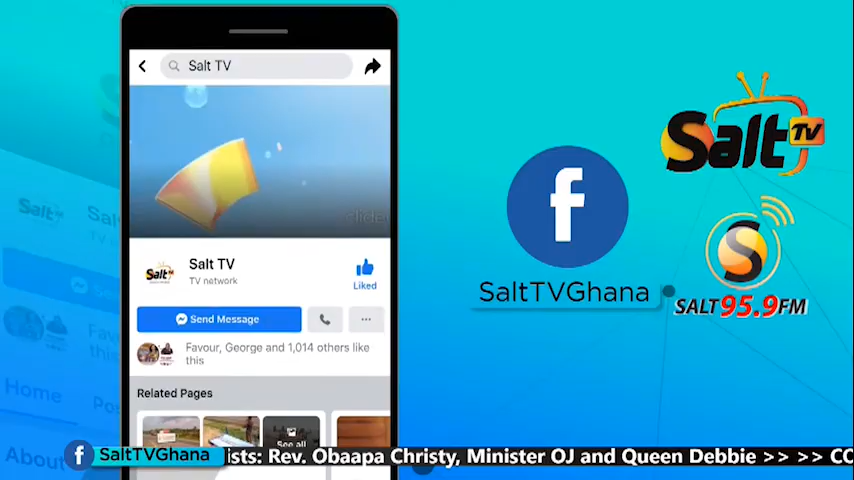 Salt TV
Salt TV
TV network
Liked
Send Message
Favour, George and 1,014 others like
this
Related Pages
See all
Home
About
SaltTVGhana
Salt TV
SALT 95.9FM
SaltTVGhana
ists: Rev. Obaapa Christy, Minister OJ and Queen Debbie >> >> CO